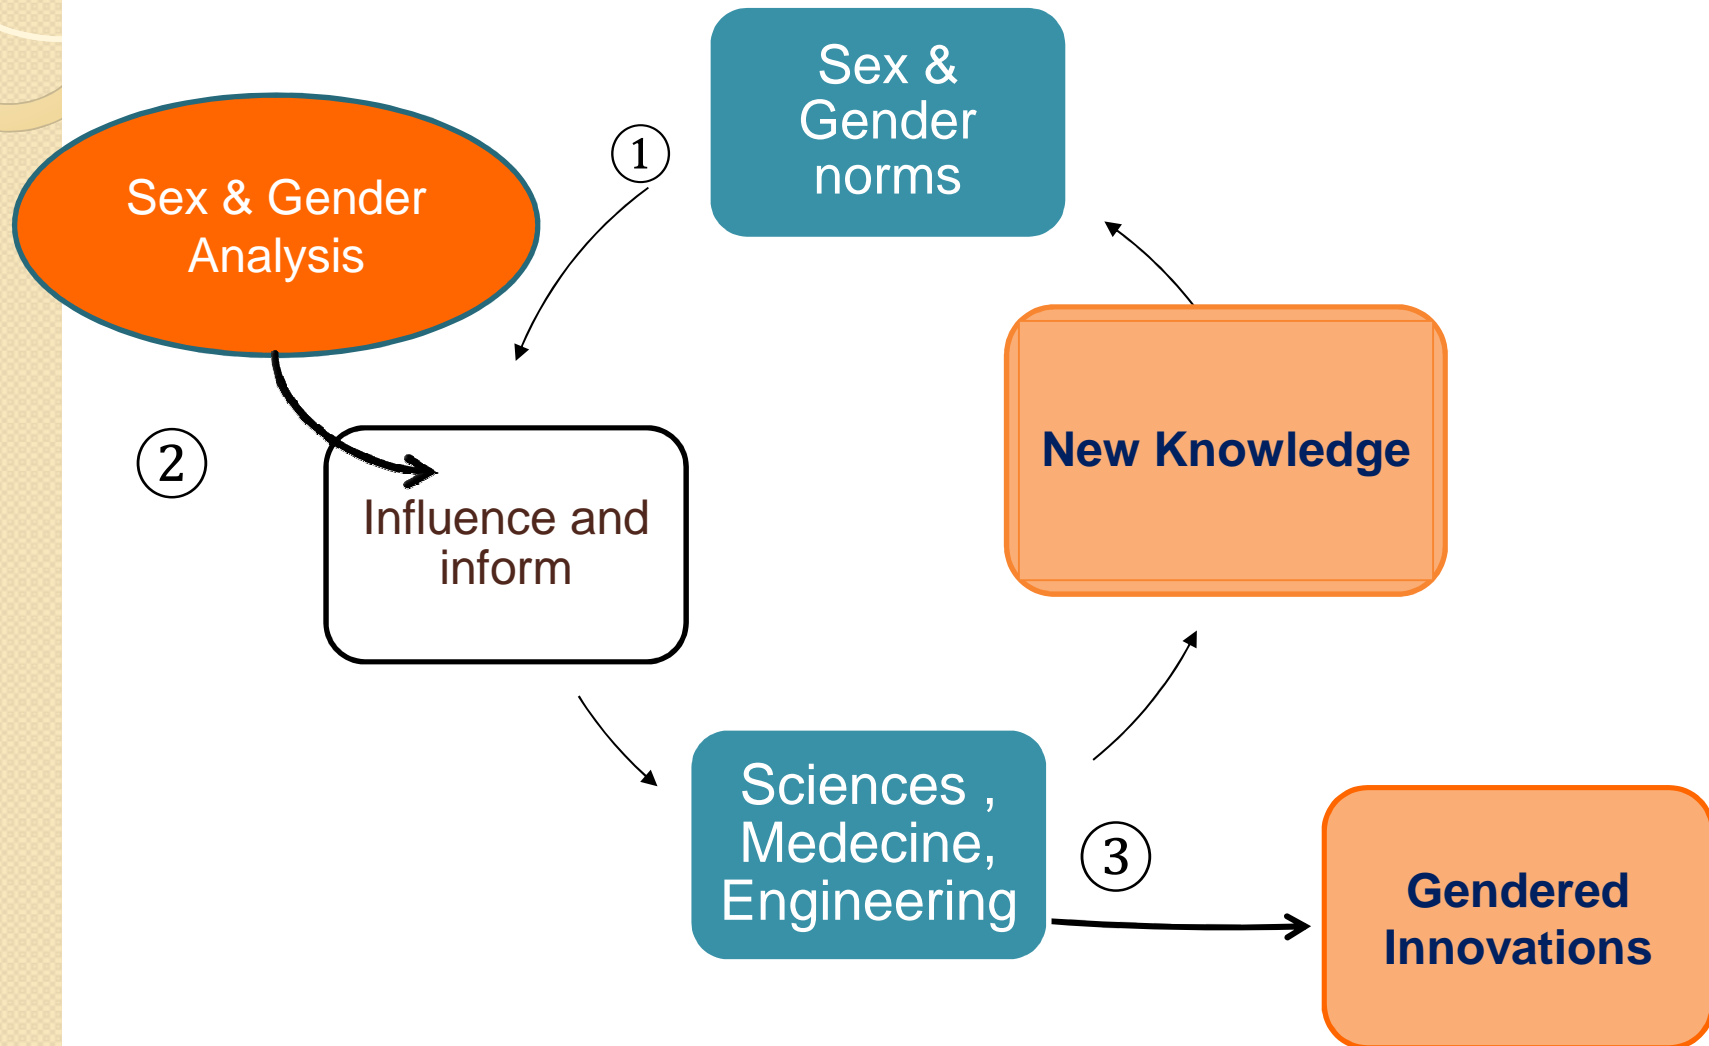 Sex &
Gender
norms
①
Sex & Gender
Analysis
②
Influence and
inform
New Knowledge
Sciences ,
Medecine,
Engineering
③
Gendered
Innovations